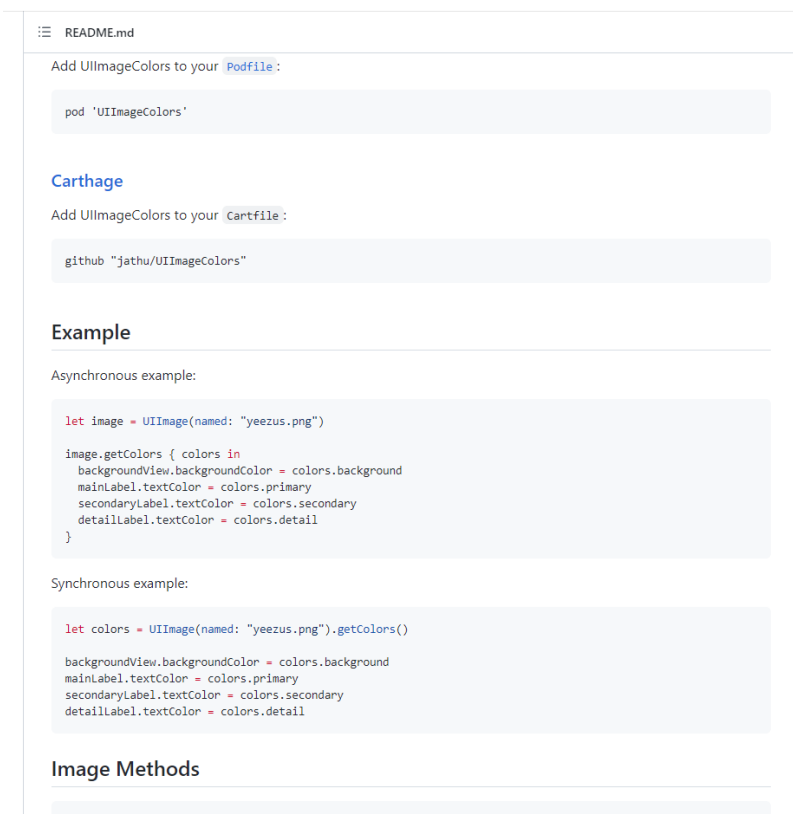 README.md
Add UIImageColors to your Podfile:
pod 'UIImageColors'
Carthage
Add UIImageColors to your Cartfile:
github "jathu/UIImageColors"
Example
Asynchronous example:
let image = UIImage(named: "yeezus.png")
image.getColors { colors in
  backgroundView.backgroundColor = colors.background
  mainLabel.textColor = colors.primary
  secondaryLabel.textColor = colors.secondary
  detailLabel.textColor = colors.detail
}
Synchronous example:
let colors = UIImage(named: "yeezus.png").getColors()
backgroundView.backgroundColor = colors.background
mainLabel.textColor = colors.primary
secondaryLabel.textColor = colors.secondary
detailLabel.textColor = colors.detail
Image Methods